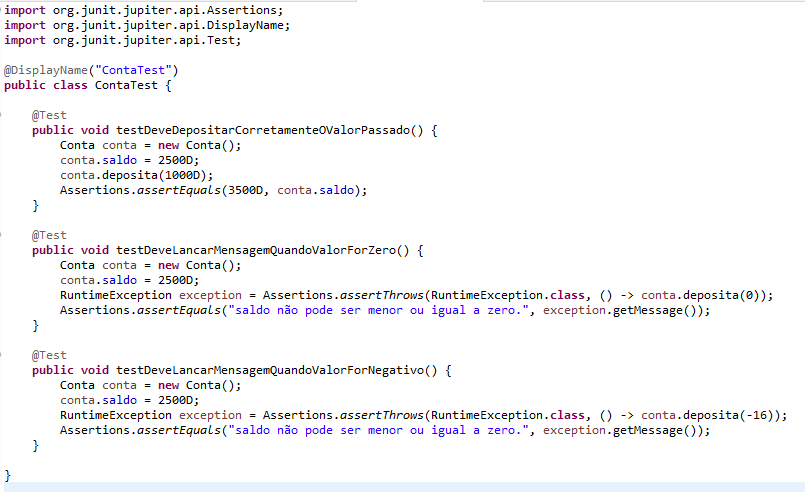 import org.junit.jupiter.api.Assertions;
import org.junit.jupiter.api.DisplayName;
import org.junit.jupiter.api.Test;

@DisplayName("ContaTest")
public class ContaTest {

    @Test
    public void testDeveDepositarCorretamenteOValorPassado() {
        Conta conta = new Conta();
        conta.saldo = 2500D;
        conta.deposita(1000D);
        Assertions.assertEquals(3500D, conta.saldo);
    }

    @Test
    public void testDeveLancarMensagemQuandoValorForZero() {
        Conta conta = new Conta();
        conta.saldo = 2500D;
        RuntimeException exception = Assertions.assertThrows(RuntimeException.class, () -> conta.deposita(0));
        Assertions.assertEquals("saldo não pode ser menor ou igual a zero.", exception.getMessage());
    }

    @Test
    public void testDeveLancarMensagemQuandoValorForNegativo() {
        Conta conta = new Conta();
        conta.saldo = 2500D;
        RuntimeException exception = Assertions.assertThrows(RuntimeException.class, () -> conta.deposita(-16));
        Assertions.assertEquals("saldo não pode ser menor ou igual a zero.", exception.getMessage());
    }

}